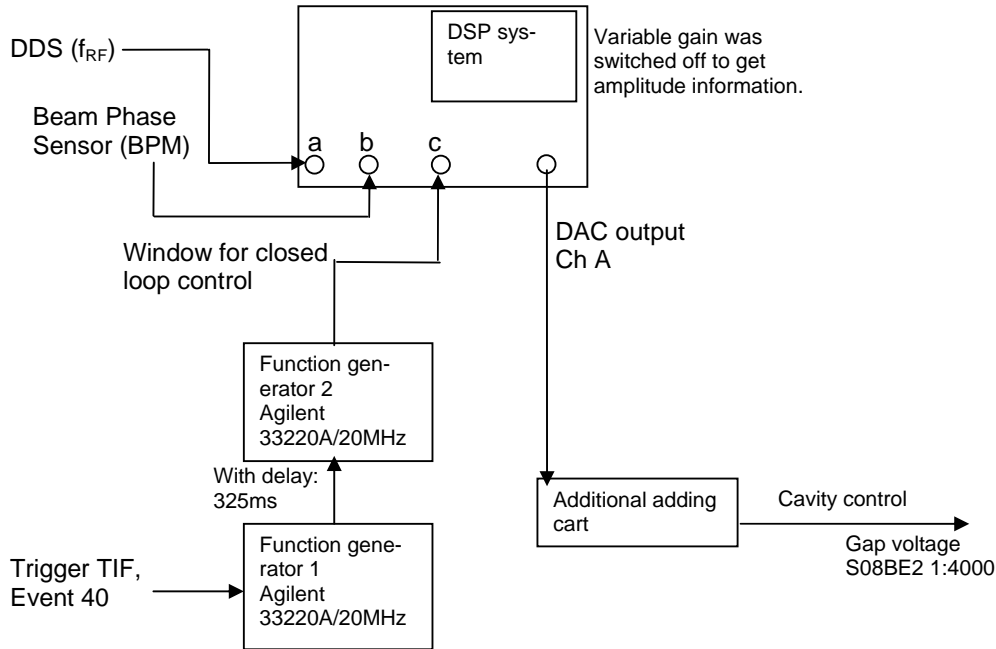 DSP sys-
tem
Variable gain was
switched off to get
amplitude information.
DDS (fRF)
Beam Phase
Sensor (BPM)
a
b
c
DAC output
Ch A
Window for closed
loop control
Function gen-
erator 2
Agilent
33220A/20MHz
With delay:
325ms
Additional adding
cart
Cavity control
Gap voltage
S08BE2 1:4000
Trigger TIF,
Event 40
Function gene-
rator 1
Agilent
33220A/20MHz